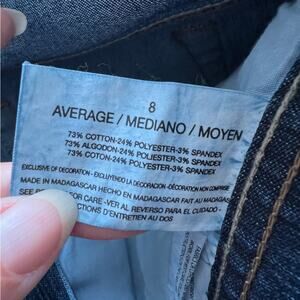 8
AVERAGE / MEDIANO / MOYEN
73% COTTON-24% POLYESTER-3% SPANDEX
73% ALGODON-24% POLIESTER-3% SPANDEX
73% COTON-24% POLYESTER-3% SPANDEX
EXCLUSIVE OF DECORATION - EXCLUYENDO LA DECORACION -DÉCORATION NON COMPRISE
MADE IN MADAGASCAR HECHO EN MADAGASCAR FAIT AU MADAGASCAR
SEE FOR CARE -VER AL REVERSO PARA EL CUIDADO -
D'ENTRETIEN AU DOS